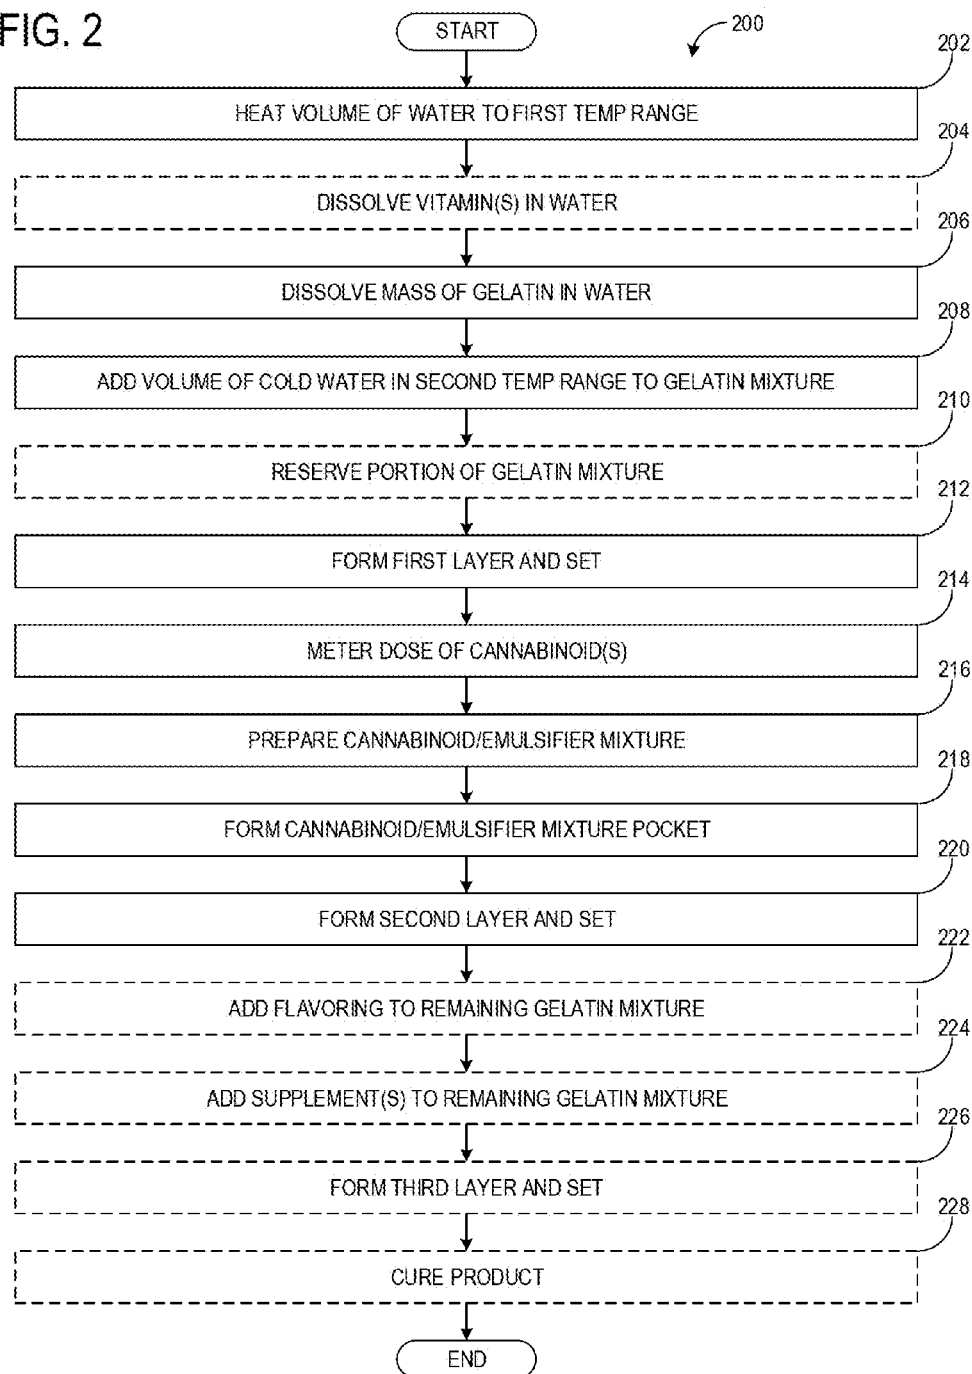 FIG. 2
START
200
202
HEAT VOLUME OF WATER TO FIRST TEMP RANGE
204
DISSOLVE VITAMIN(S) IN WATER
206
DISSOLVE MASS OF GELATIN IN WATER
208
ADD VOLUME OF COLD WATER IN SECOND TEMP RANGE TO GELATIN MIXTURE
210
RESERVE PORTION OF GELATIN MIXTURE
212
FORM FIRST LAYER AND SET
214
METER DOSE OF CANNABINOID(S)
216
PREPARE CANNABINOID/EMULSIFIER MIXTURE
218
FORM CANNABINOID/EMULSIFIER MIXTURE POCKET
220
FORM SECOND LAYER AND SET
222
ADD FLAVORING TO REMAINING GELATIN MIXTURE
224
ADD SUPPLEMENT(S) TO REMAINING GELATIN MIXTURE
226
FORM THIRD LAYER AND SET
228
CURE PRODUCT
END